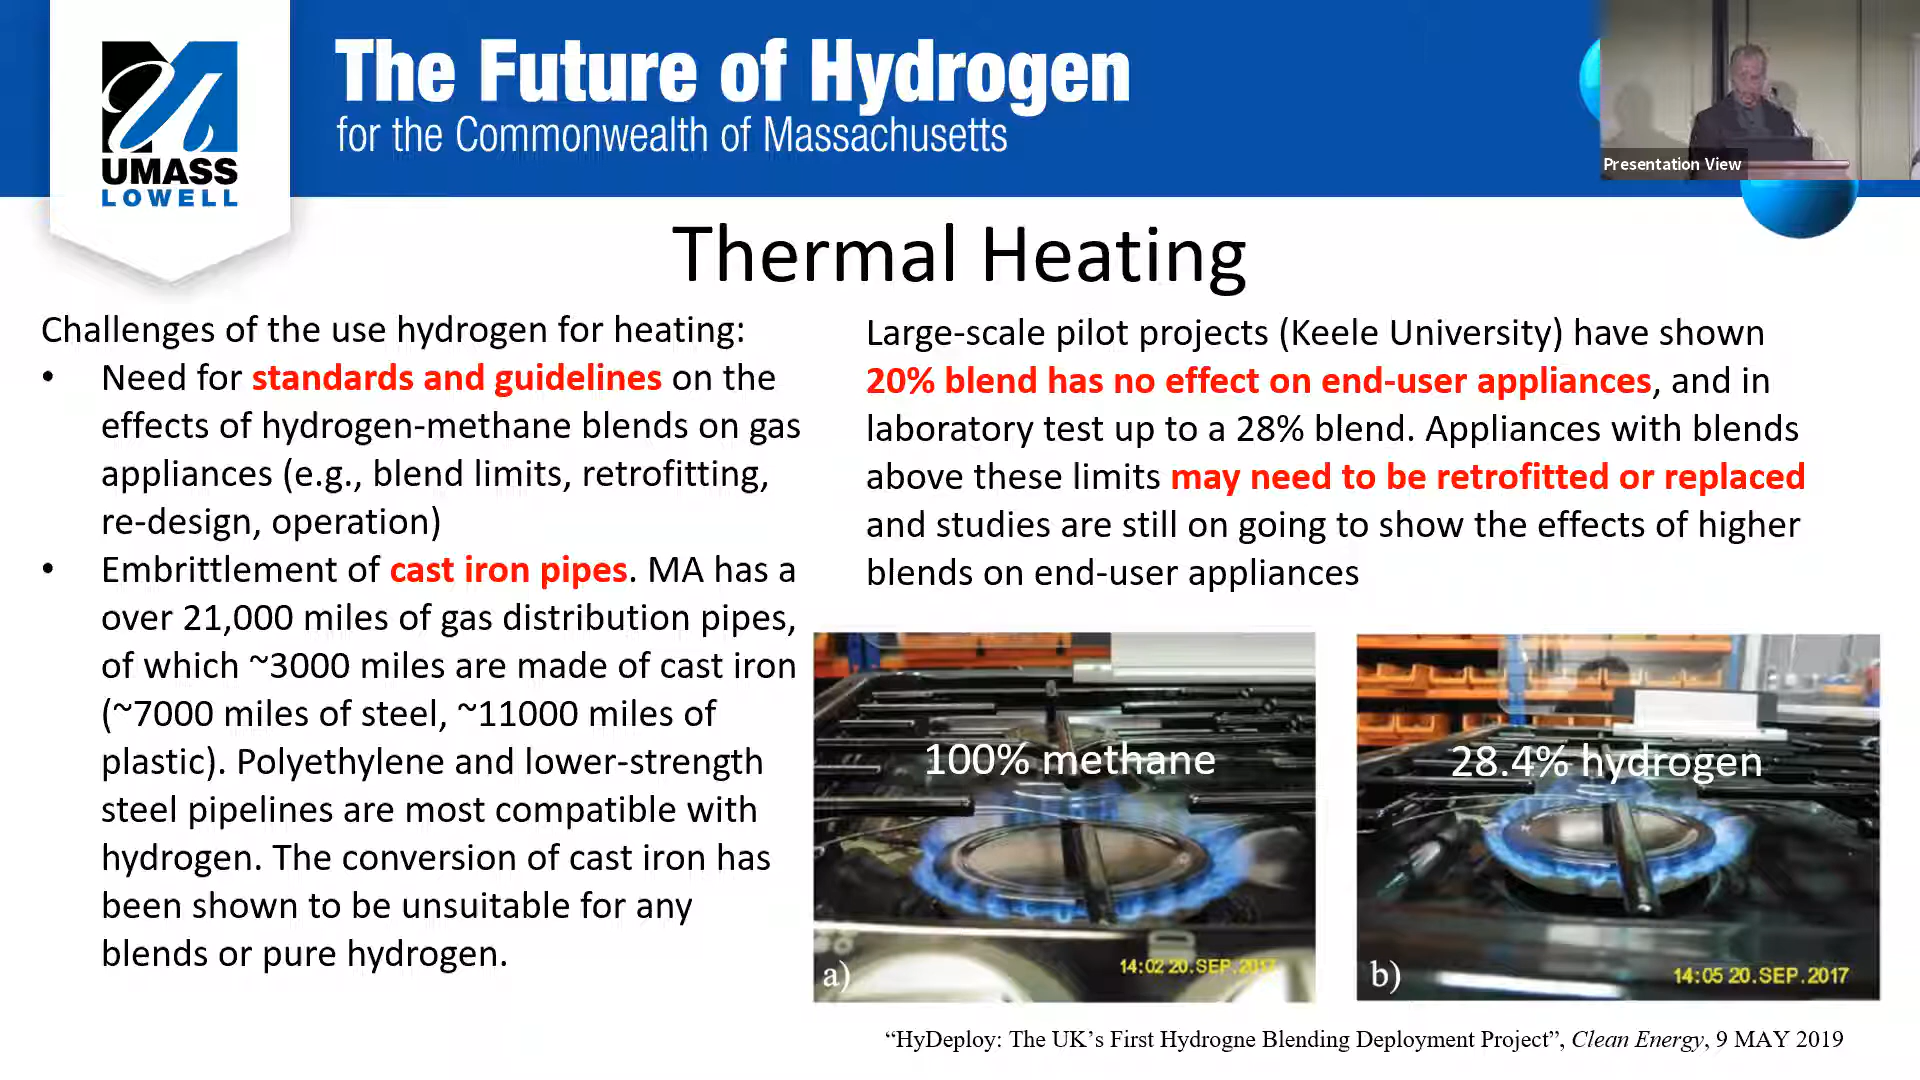 UMASS
LOWELL
The Future of Hydrogen
for the Commonwealth of Massachusetts
Presentation View
Thermal Heating
Challenges of the use hydrogen for heating:
• Need for standards and guidelines on the
effects of hydrogen-methane blends on gas
appliances (e.g., blend limits, retrofitting,
re-design, operation)
• Embrittlement of cast iron pipes. MA has a
over 21,000 miles of gas distribution pipes,
of which ~3000 miles are made of cast iron
(~7000 miles of steel, ~11000 miles of
plastic). Polyethylene and lower-strength
steel pipelines are most compatible with
hydrogen. The conversion of cast iron has
been shown to be unsuitable for any
blends or pure hydrogen.
Large-scale pilot projects (Keele University) have shown
20% blend has no effect on end-user appliances, and in
laboratory test up to a 28% blend. Appliances with blends
above these limits may need to be retrofitted or replaced
and studies are still on going to show the effects of higher
blends on end-user appliances
100% methane
a)
14:02 20.SEP.2017
28.4% hydrogen
b)
14:05 20.SEP.2017
“HyDeploy: The UK’s First Hydrogne Blending Deployment Project”, Clean Energy, 9 MAY 2019